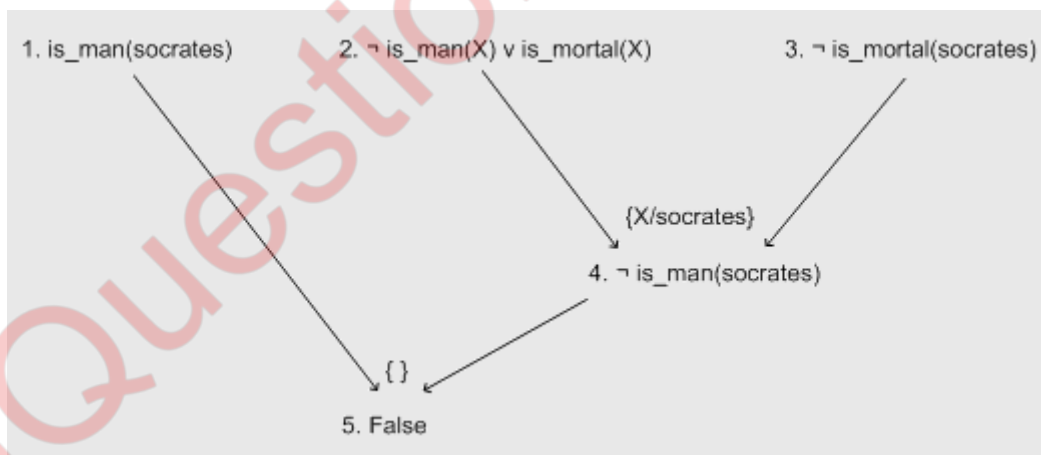 1. is_man(socrates)
2. ¬ is_man(X) v is_mortal(X)
3. ¬ is_mortal(socrates)
{X/socrates}
4. ¬ is_man(socrates)
{ }
5. False
Questio